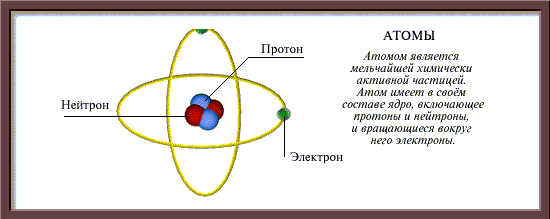 Протон
Нейтрон
Электрон
АТОМЫ
Атомом является
мельчайшей химически
активной частицей.
Атом имеет в своём
составе ядро, включающее
протоны и нейтроны,
и вращающиеся вокруг
него электроны.